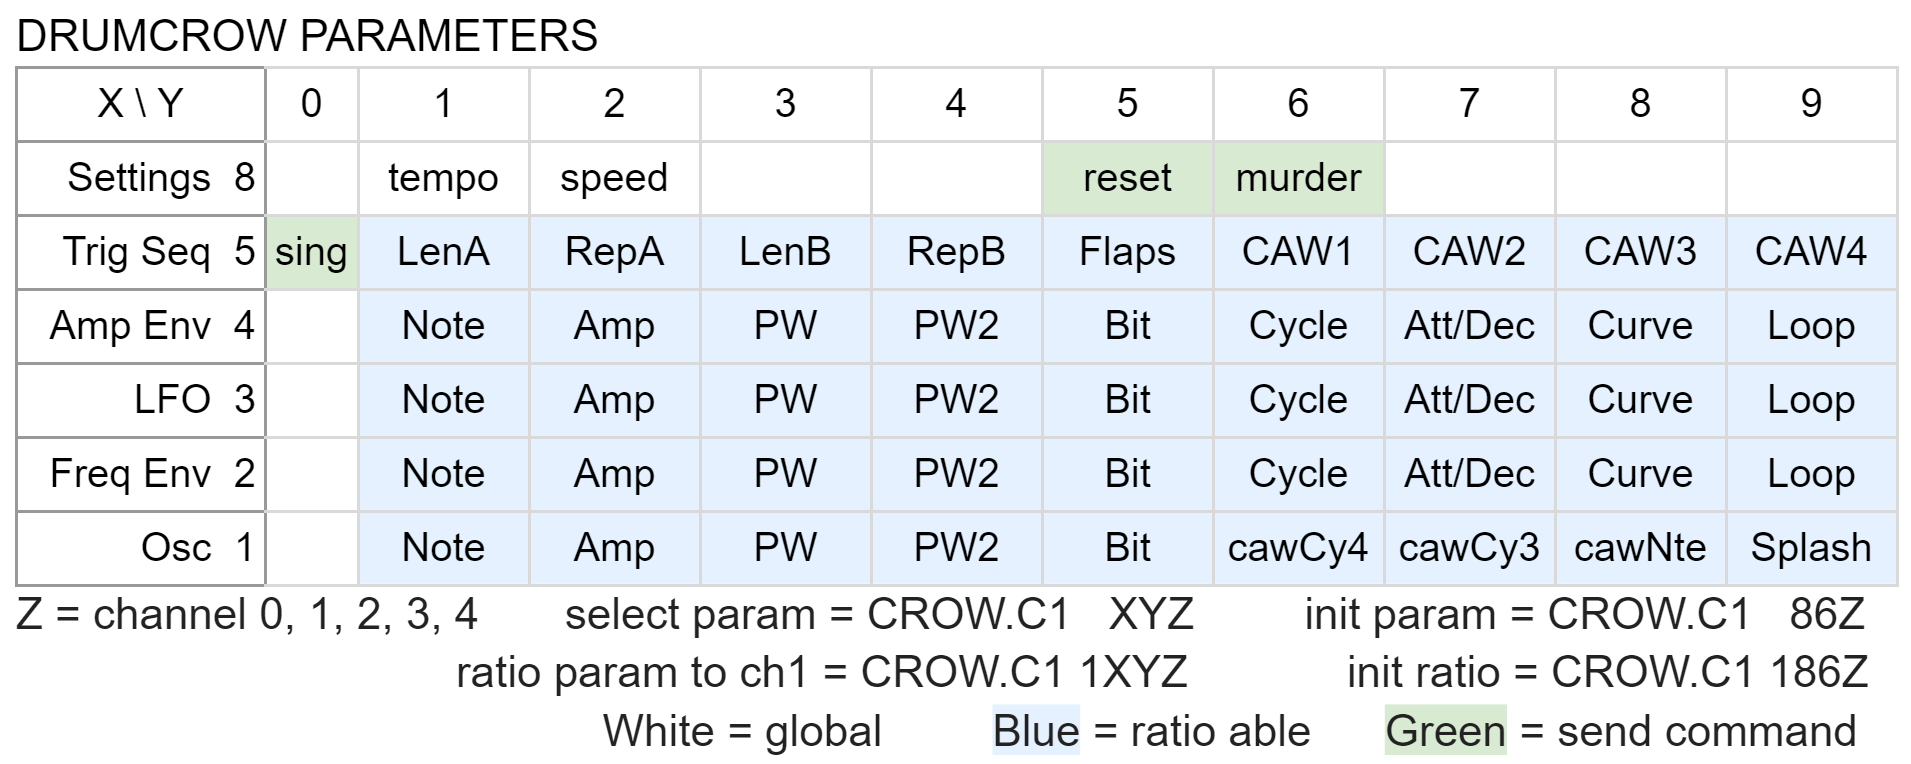 DRUMCROW PARAMETERS
X \ Y 0 1 2 3 4 5 6 7 8 9
Settings 8 tempo speed reset murder
Trig Seq 5 sing LenA RepA LenB RepB Flaps CAW1 CAW2 CAW3 CAW4
Amp Env 4 Note Amp PW PW2 Bit Cycle Att/Dec Curve Loop
LFO 3 Note Amp PW PW2 Bit Cycle Att/Dec Curve Loop
Freq Env 2 Note Amp PW PW2 Bit Cycle Att/Dec Curve Loop
Osc 1 Note Amp PW PW2 Bit cawCy4 cawCy3 cawNte Splash
Z = channel 0, 1, 2, 3, 4 select param = CROW.C1 XYZ init param = CROW.C1 86Z
ratio param to ch1 = CROW.C1 1XYZ init ratio = CROW.C1 186Z
White = global Blue = ratio able Green = send command